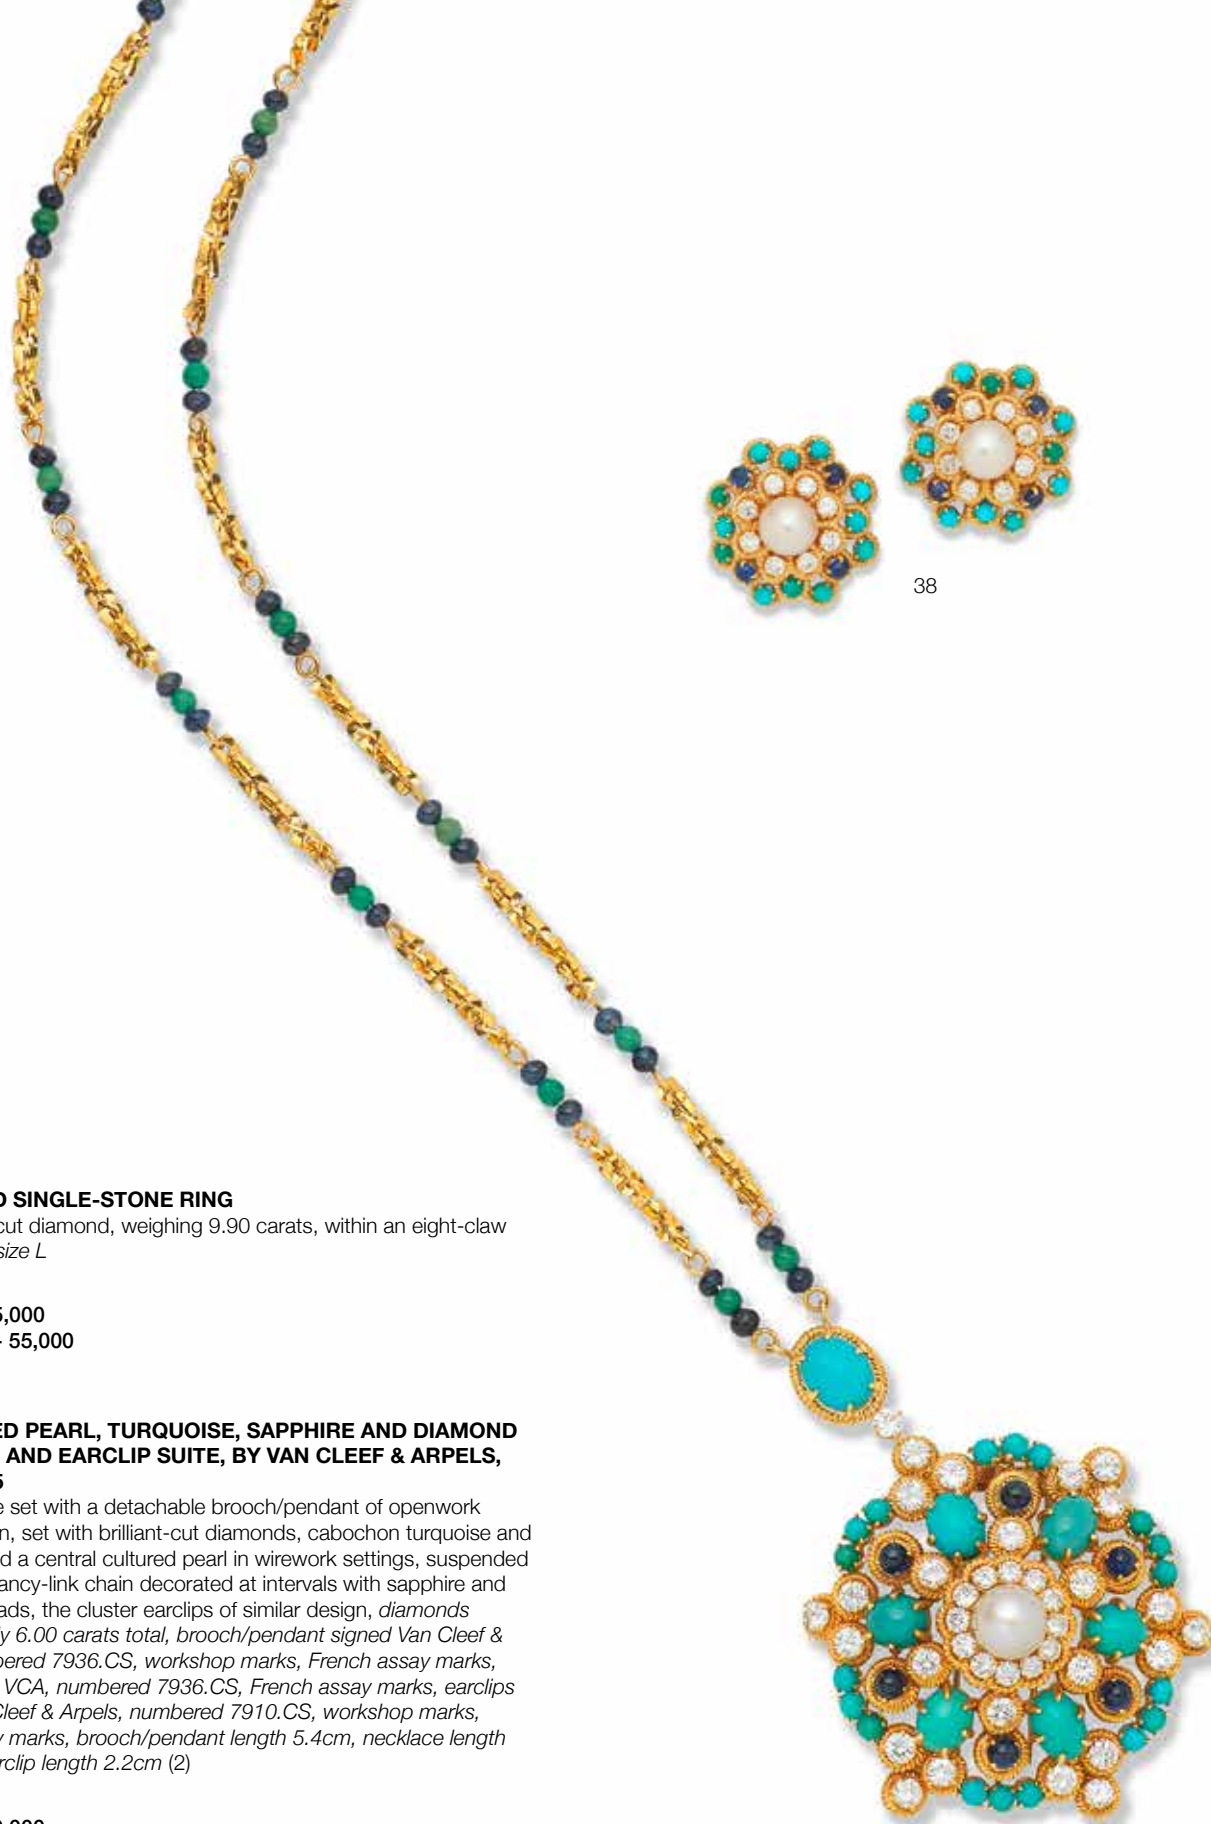 38
SINGLE-STONE RING
cut diamond, weighing 9.90 carats, within an eight-claw
size L
5,000
- 55,000
PEARL, TURQUOISE, SAPPHIRE AND DIAMOND
AND EARCLIP SUITE, BY VAN CLEEF & ARPELS,
set with a detachable brooch/pendant of openwork
set with brilliant-cut diamonds, cabochon turquoise and
a central cultured pearl in wirework settings, suspended
ancy-link chain decorated at intervals with sapphire and
ads, the cluster earclips of similar design, diamonds
y 6.00 carats total, brooch/pendant signed Van Cleef &
bered 7936.CS, workshop marks, French assay marks,
VCA, numbered 7936.CS, French assay marks, earclips
Cleef & Arpels, numbered 7910.CS, workshop marks,
y marks, brooch/pendant length 5.4cm, necklace length
rclip length 2.2cm (2)